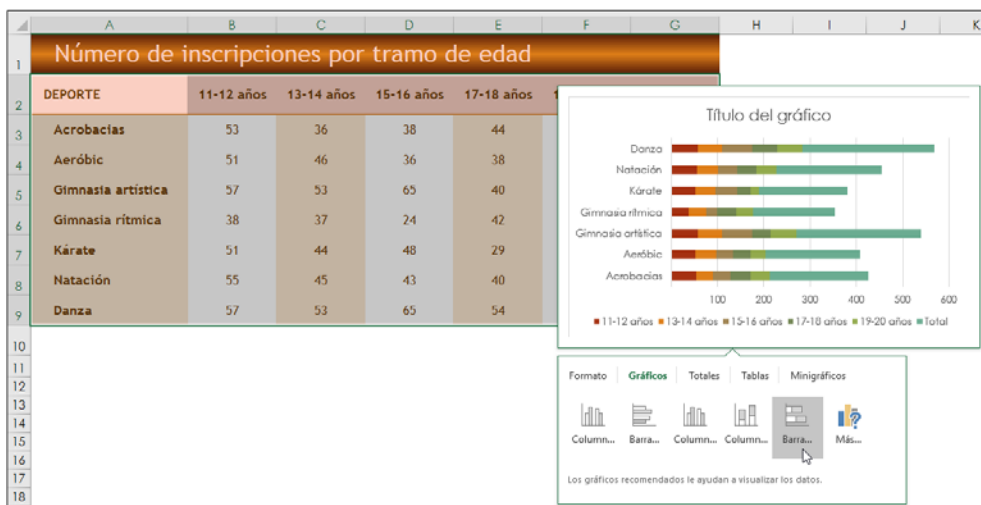 A B C D E F G H I J K
1 Número de inscripciones por tramo de edad
2 DEPORTE 11-12 años 13-14 años 15-16 años 17-18 años
3 Acrobacias 53 36 38 44
4 Aeróbic 51 46 36 38
5 Gimnasia artística 57 53 65 40
6 Gimnasia rítmica 38 37 24 42
7 Kárate 51 44 48 29
8 Natación 55 45 43 40
9 Danza 57 53 65 54
10
11
12
13
14
15
16
17
18
Título del gráfico
Danza
Natación
Kárate
Gimnasia rítmica
Gimnasia artística
Aeróbic
Acrobacias
100 200 300 400 500 600
11-12 años 13-14 años 15-16 años 17-18 años 19-20 años Total
Formato Gráficos Totales Tablas Minigráficos
Column... Barra... Column... Column... Barra... Más...
Los gráficos recomendados le ayudan a visualizar los datos.